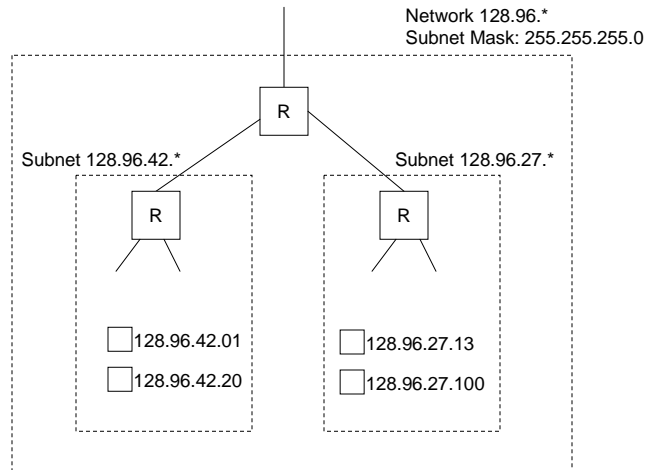 Network 128.96.*
Subnet Mask: 255.255.255.0
R
Subnet 128.96.42.*
Subnet 128.96.27.*
R
R
128.96.42.01
128.96.42.20
128.96.27.13
128.96.27.100